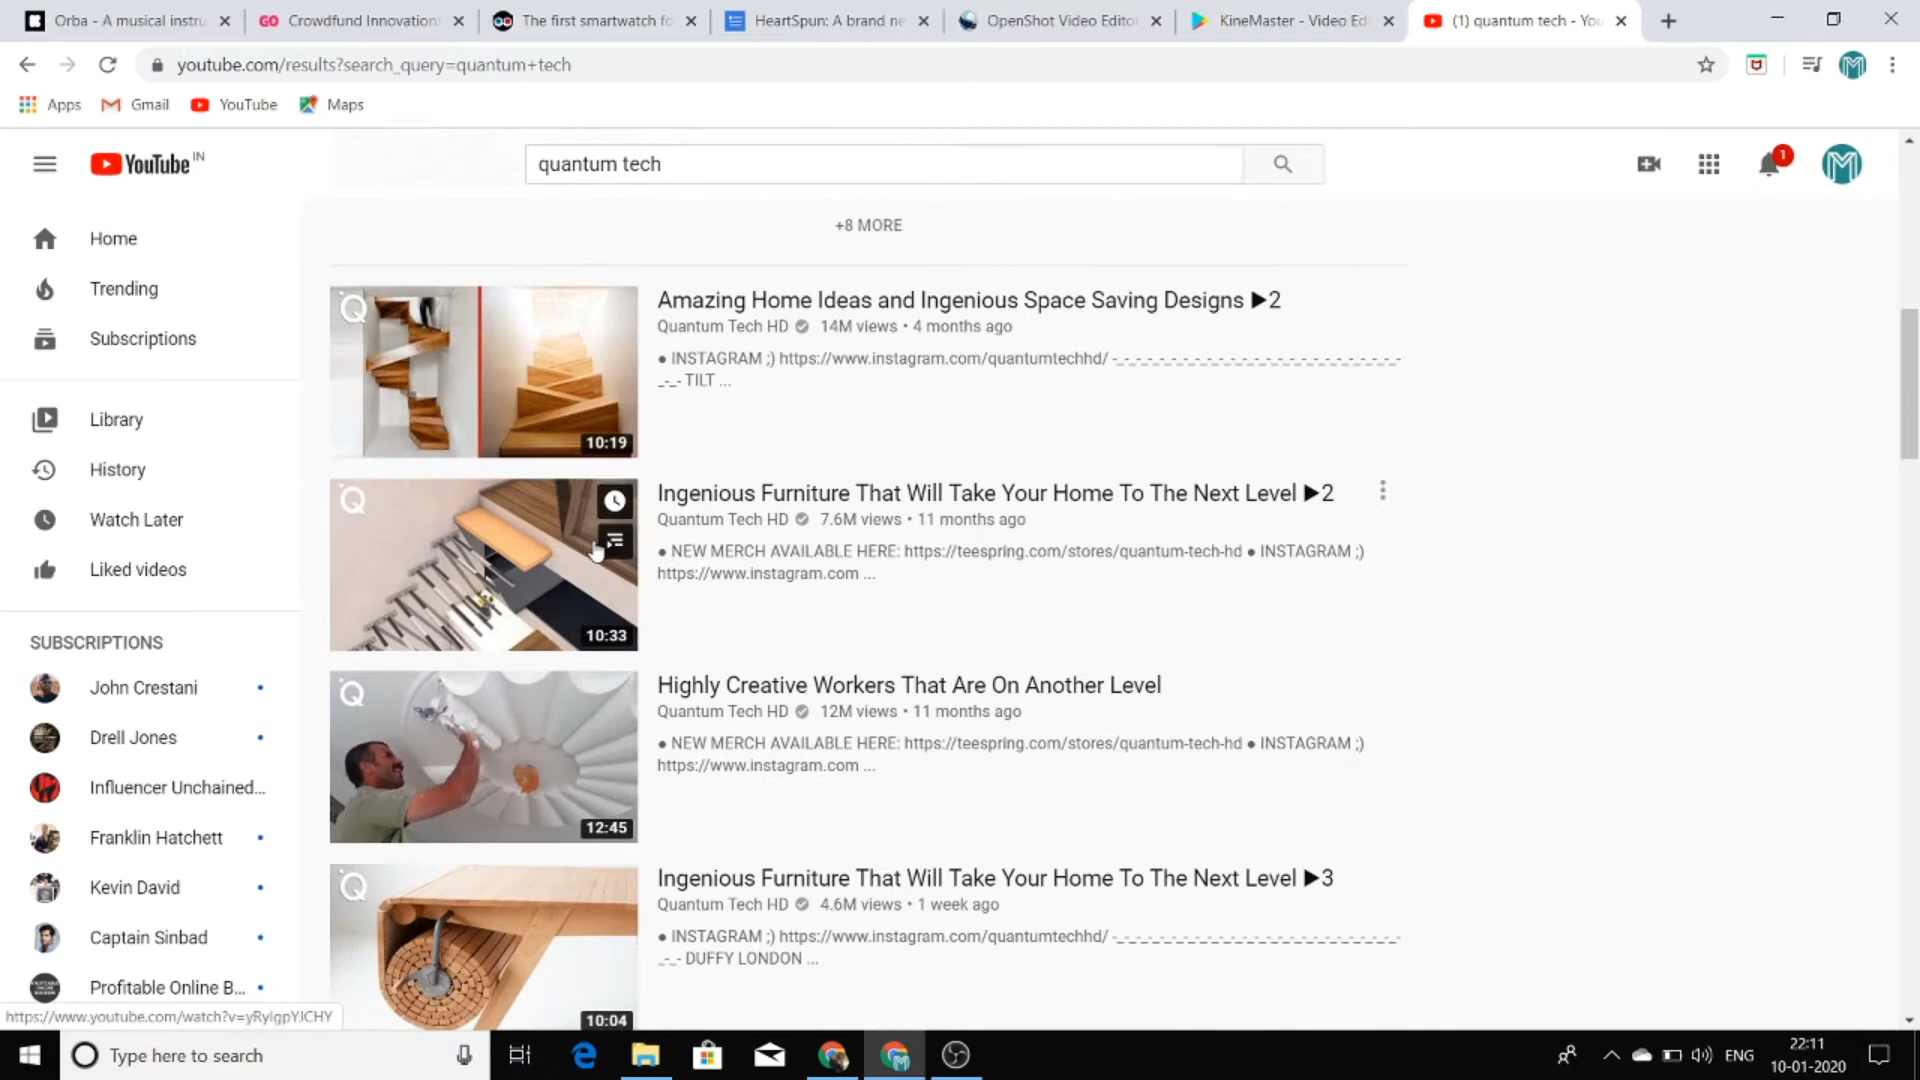 Orba - A musical instru
Crowdfund Innovations
The first smartwatch fo
HeartSpun: A brand ne
OpenShot Video Editor
KineMaster - Video Ed
(1) quantum tech - You
youtube.com/results?search_query=quantum+tech
Apps
Gmail
YouTube
Maps
YouTube IN
quantum tech
1
Home
Trending
Subscriptions
Library
History
Watch Later
Liked videos
SUBSCRIPTIONS
John Crestani
Drell Jones
Influencer Unchained...
Franklin Hatchett
Kevin David
Captain Sinbad
Profitable Online B...
+8 MORE
Amazing Home Ideas and Ingenious Space Saving Designs ▶2
Quantum Tech HD 14M views • 4 months ago
● INSTAGRAM ;) https://www.instagram.com/quantumtechhd/ -_-_-_-_-_-_-_-_-_-_-_-_-_-_-_-_-_-_-_-_-_-_-_-
_-_- TILT ...
10:19
Ingenious Furniture That Will Take Your Home To The Next Level ▶2
Quantum Tech HD 7.6M views • 11 months ago
● NEW MERCH AVAILABLE HERE: https://teespring.com/stores/quantum-tech-hd ● INSTAGRAM ;)
https://www.instagram.com ...
10:33
Highly Creative Workers That Are On Another Level
Quantum Tech HD 12M views • 11 months ago
● NEW MERCH AVAILABLE HERE: https://teespring.com/stores/quantum-tech-hd ● INSTAGRAM ;)
https://www.instagram.com ...
12:45
Ingenious Furniture That Will Take Your Home To The Next Level ▶3
Quantum Tech HD 4.6M views • 1 week ago
● INSTAGRAM ;) https://www.instagram.com/quantumtechhd/ -_-_-_-_-_-_-_-_-_-_-_-_-_-_-_-_-_-_-_-_-_-_-_-
_-_- DUFFY LONDON ...
10:04
https://www.youtube.com/watch?v=yRylgpYJCHY
Type here to search
ENG
22:11
10-01-2020